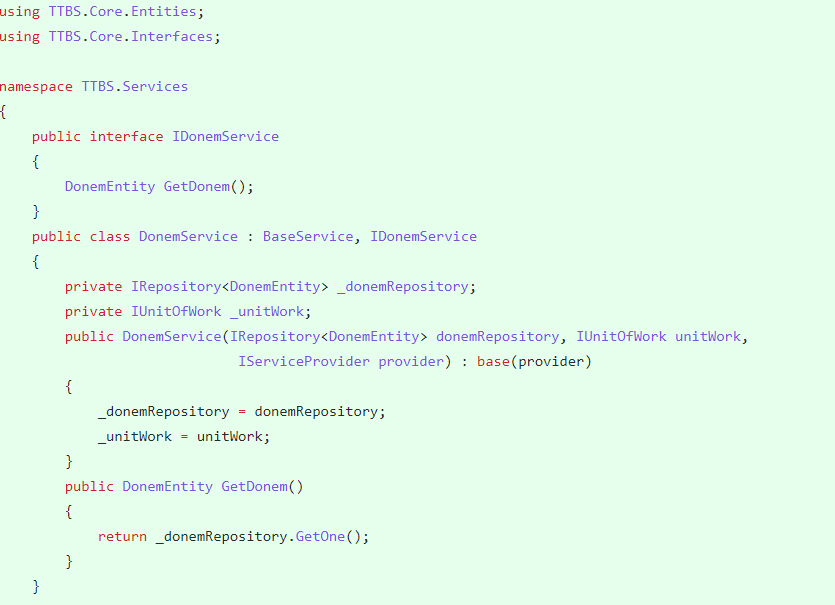 using TTBS.Core.Entities;
using TTBS.Core.Interfaces;
namespace TTBS.Services
{
public interface IDonemService
{
DonemEntity GetDonem();
}
public class DonemService : BaseService, IDonemService
{
private IRepository<DonemEntity> _donemRepository;
private IUnitOfWork _unitWork;
public DonemService(IRepository<DonemEntity> donemRepository, IUnitOfWork unitWork,
IServiceProvider provider) : base(provider)
{
_donemRepository = donemRepository;
_unitWork = unitWork;
}
public DonemEntity GetDonem()
{
return _donemRepository.GetOne();
}
}